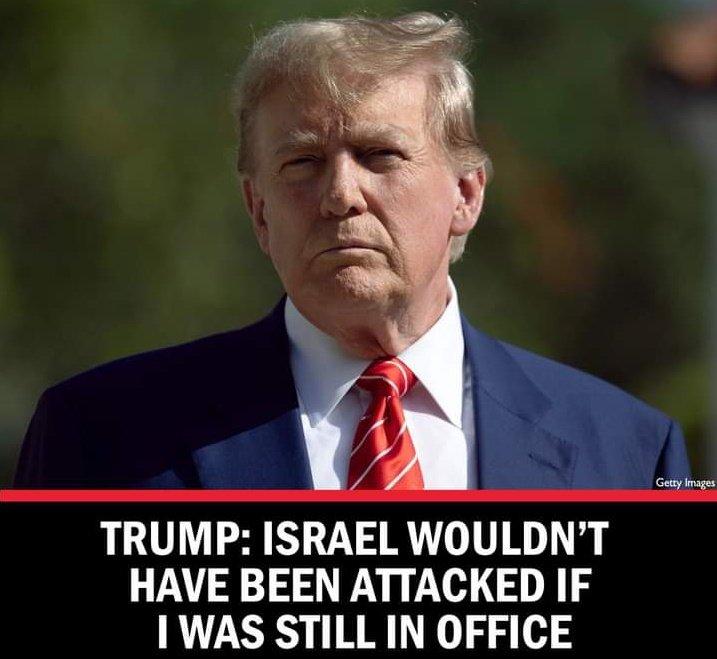 Getty Images
TRUMP: ISRAEL WOULDN'T
HAVE BEEN ATTACKED IF
I WAS STILL IN OFFICE